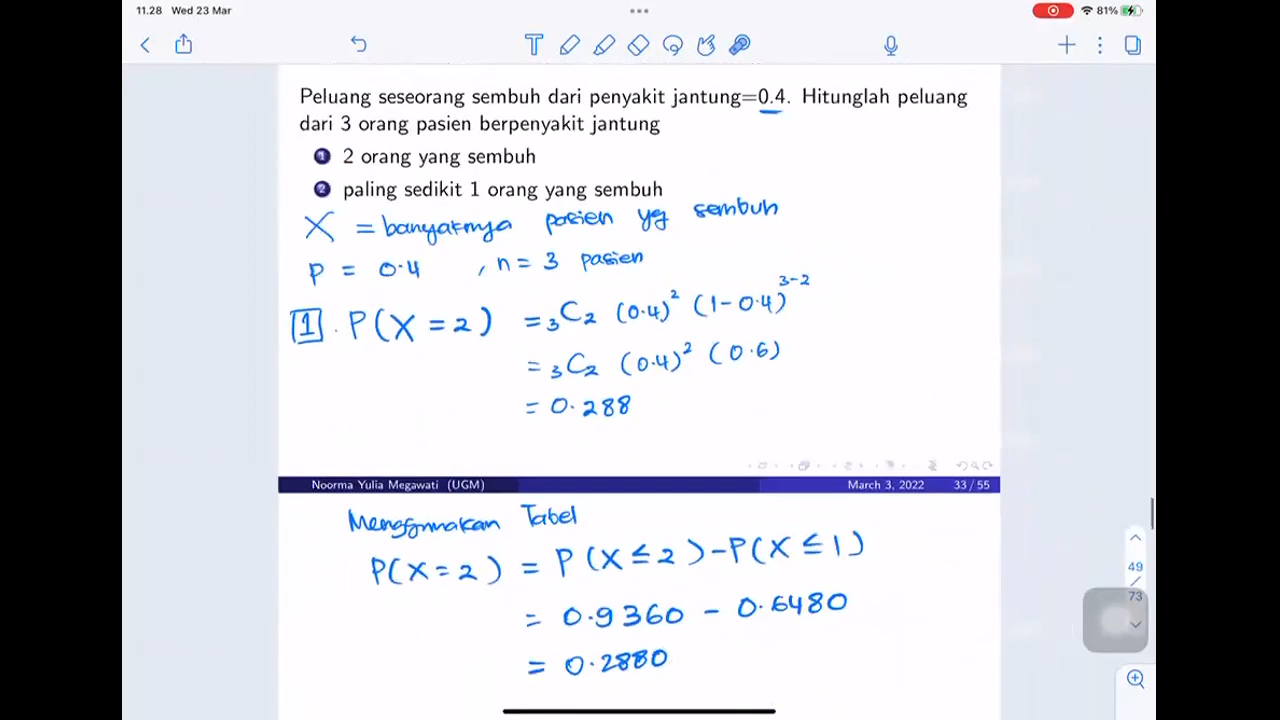 11.28 Wed 23 Mar
81%
Peluang seseorang sembuh dari penyakit jantung=0.4. Hitunglah peluang
dari 3 orang pasien berpenyakit jantung
1 2 orang yang sembuh
2 paling sedikit 1 orang yang sembuh
X = banyaknya pasien yg sembuh
P = 0.4 , n = 3 pasien
1. P(X = 2) = ₃C₂ (0.4)² (1-0.4)³⁻²
= ₃C₂ (0.4)² (0.6)
= 0.288
Noorma Yulia Megawati (UGM) March 3, 2022 33 / 55
Menggunakan Tabel
P(X = 2) = P(X ≤ 2) - P(X ≤ 1)
= 0.9360 - 0.6480
= 0.2880
49
/
73